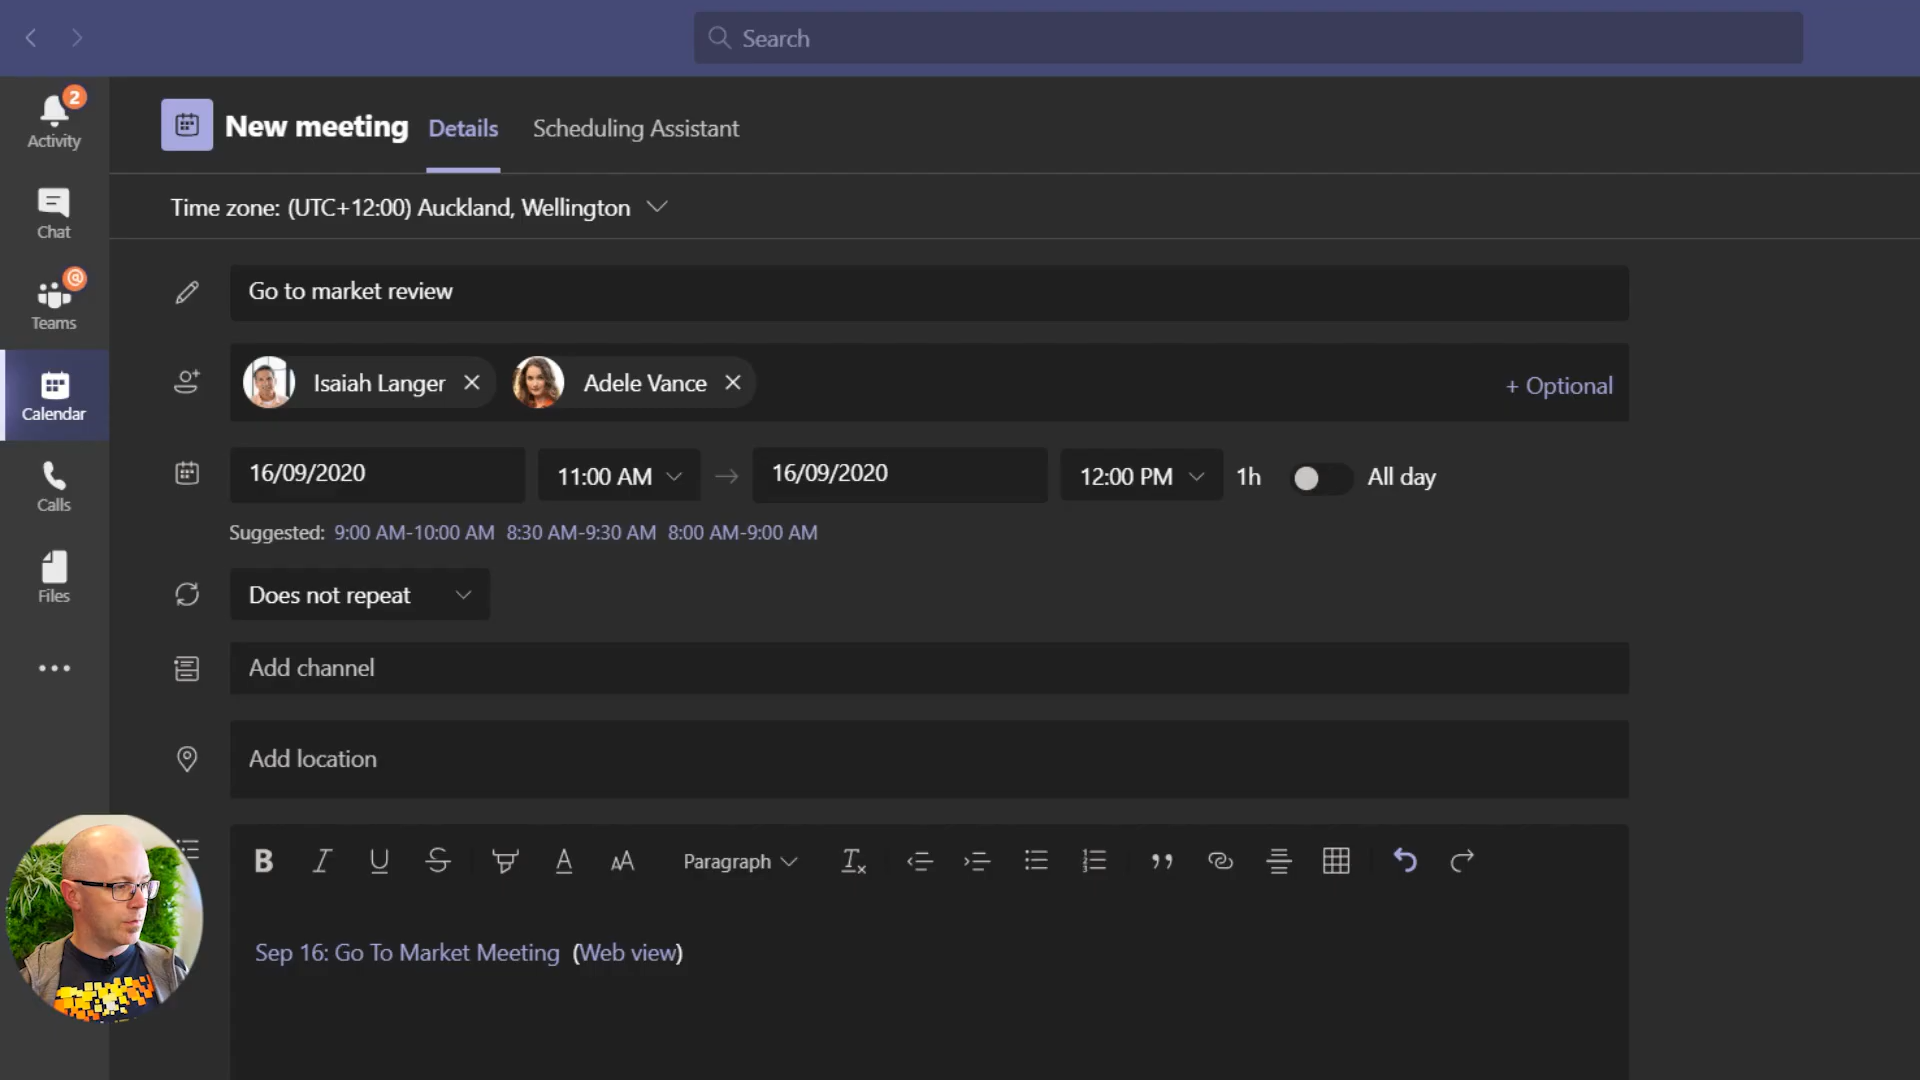 Search
2
Activity
Chat
@
Teams
Calendar
Calls
Files
New meeting Details Scheduling Assistant
Time zone: (UTC+12:00) Auckland, Wellington
Go to market review
Isaiah Langer Adele Vance + Optional
16/09/2020 11:00 AM → 16/09/2020 12:00 PM 1h All day
Suggested: 9:00 AM-10:00 AM 8:30 AM-9:30 AM 8:00 AM-9:00 AM
Does not repeat
Add channel
Add location
B I U S A AA Paragraph
Sep 16: Go To Market Meeting (Web view)